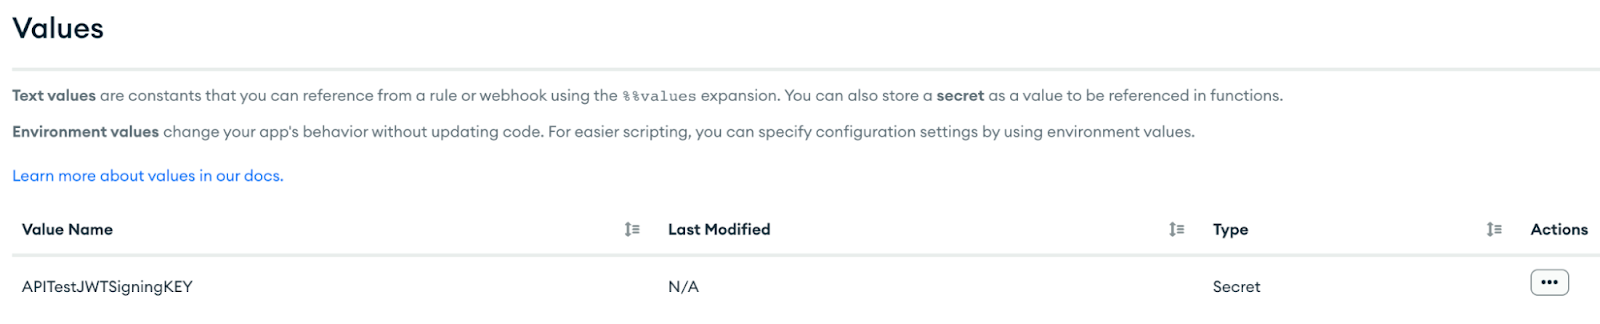 Values
Text values are constants that you can reference from a rule or webhook using the %%values expansion. You can also store a secret as a value to be referenced in functions.
Environment values change your app's behavior without updating code. For easier scripting, you can specify configuration settings by using environment values.
Learn more about values in our docs.
Value Name Last Modified Type Actions
APITestJWTSigningKEY N/A Secret